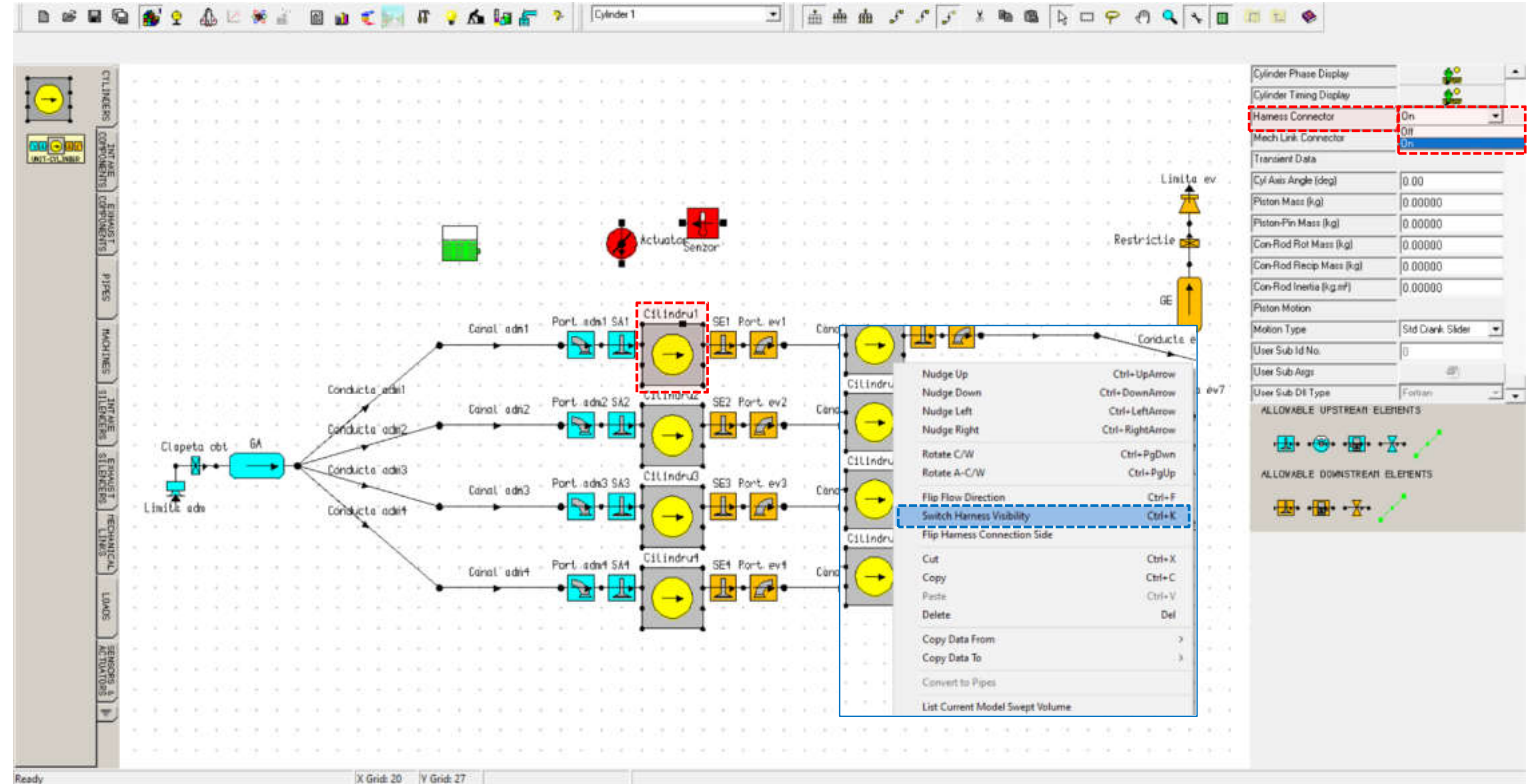 Cylinder 1
CYLINDERS
UNIT-CYLINDER
INTAKE COMPONENTS
EXHAUST COMPONENTS
PIPES
MACHINES
INTAKE SILENCERS
EXHAUST SILENCERS
MECHANICAL LINKS
LOADS
SENSORS & ACTUATORS
Limita ev
Actuator
Senzor
Restrictie
GE
Canal adm1
Port adm1 SA1
Cilindru1
SE1 Port ev1
Cana
Conducta adm1
Canal adm2
Port adm2 SA2
Cilindru2
SE2 Port ev2
Cana
Conducta adm2
Clapeta obt
GA
Conducta adm3
Canal adm3
Port adm3 SA3
Cilindru3
SE3 Port ev3
Cana
Limita adm
Conducta adm4
Canal adm4
Port adm4 SA4
Cilindru4
SE4 Port ev4
Cana
Conducta e
ev7
Cilindru
Cilindru
Cilindru
Nudge Up Ctrl+UpArrow
Nudge Down Ctrl+DownArrow
Nudge Left Ctrl+LeftArrow
Nudge Right Ctrl+RightArrow
Rotate C/W Ctrl+PgDwn
Rotate A-C/W Ctrl+PgUp
Flip Flow Direction Ctrl+F
Switch Harness Visibility Ctrl+K
Flip Harness Connection Side
Cut Ctrl+X
Copy Ctrl+C
Paste Ctrl+V
Delete Del
Copy Data From >
Copy Data To >
Convert to Pipes
List Current Model Swept Volume
Cylinder Phase Display
Cylinder Timing Display
Harness Connector On
Off
Mech Link Connector On
Transient Data
Cyl Axis Angle (deg) 0.00
Piston Mass (kg) 0.00000
Piston-Pin Mass (kg) 0.00000
Con-Rod Rot Mass (kg) 0.00000
Con-Rod Recip Mass (kg) 0.00000
Con-Rod Inertia (kg.m²) 0.00000
Piston Motion
Motion Type Std Crank Slider
User Sub Id No. 0
User Sub Args
User Sub Dll Type Fortran
ALLOWABLE UPSTREAM ELEMENTS
ALLOWABLE DOWNSTREAM ELEMENTS
Ready
X Grid: 20 Y Grid: 27